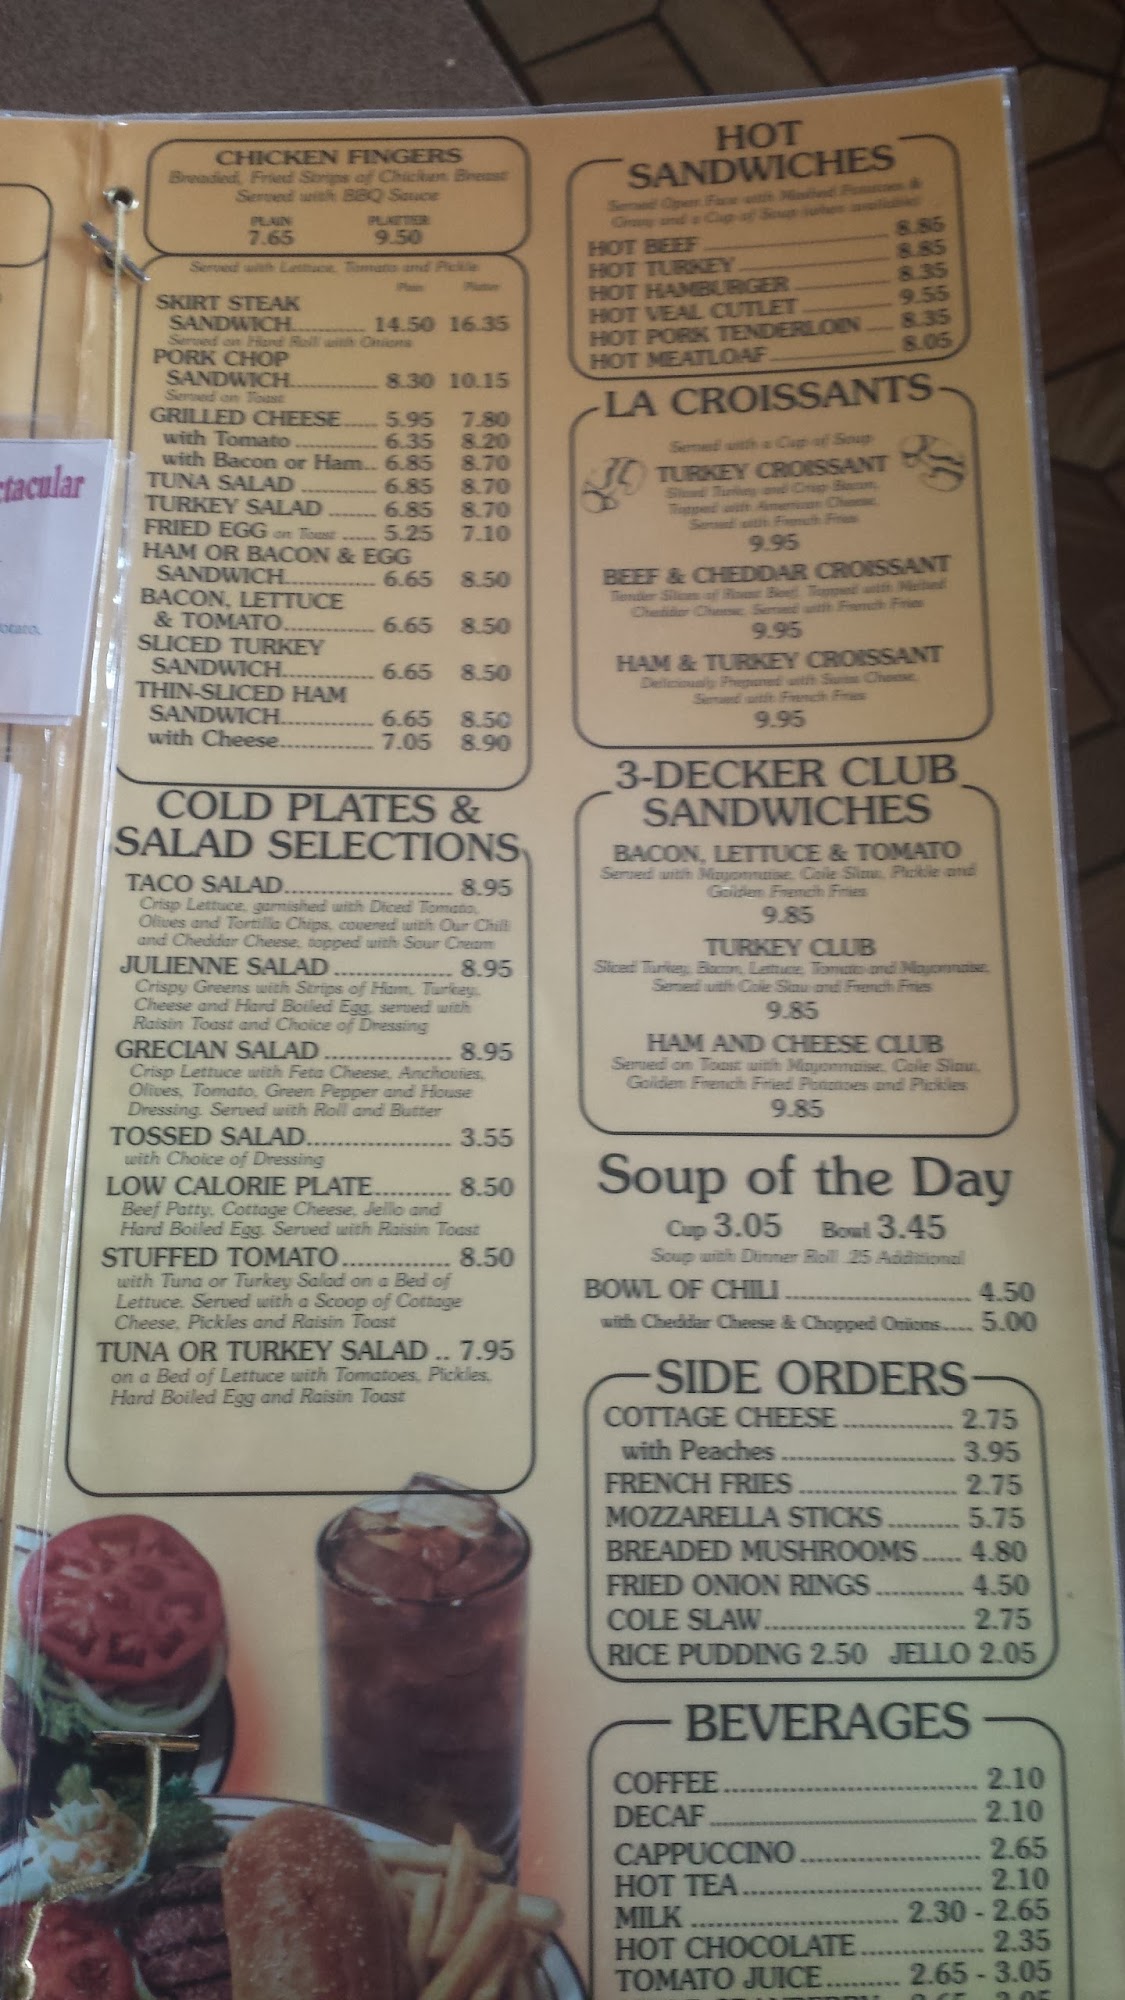 CHICKEN FINGERS
Breaded, Fried Strips of Chicken Breast
Served with BBQ Sauce
PLAIN PLATTER
7.65 9.50
Served with Lettuce, Tomato and Pickle
Plain Platter
SKIRT STEAK
SANDWICH............ 14.50 16.35
Served on Hard Roll with Onions
PORK CHOP
SANDWICH.............. 8.30 10.15
Served on Toast
GRILLED CHEESE..... 5.95 7.80
with Tomato ............. 6.35 8.20
with Bacon or Ham.. 6.85 8.70
TUNA SALAD ............ 6.85 8.70
TURKEY SALAD ....... 6.85 8.70
FRIED EGG on Toast ..... 5.25 7.10
HAM OR BACON & EGG
SANDWICH.............. 6.65 8.50
BACON, LETTUCE
& TOMATO.............. 6.65 8.50
SLICED TURKEY
SANDWICH.............. 6.65 8.50
THIN-SLICED HAM
SANDWICH.............. 6.65 8.50
with Cheese.............. 7.05 8.90
COLD PLATES &
SALAD SELECTIONS
TACO SALAD......................... 8.95
Crisp Lettuce, garnished with Diced Tomato,
Olives and Tortilla Chips, covered with Our Chili
and Cheddar Cheese, topped with Sour Cream
JULIENNE SALAD ................. 8.95
Crispy Greens with Strips of Ham, Turkey,
Cheese and Hard Boiled Egg, served with
Raisin Toast and Choice of Dressing
GRECIAN SALAD .................. 8.95
Crisp Lettuce with Feta Cheese, Anchovies,
Olives, Tomato, Green Pepper and House
Dressing. Served with Roll and Butter
TOSSED SALAD..................... 3.55
with Choice of Dressing
LOW CALORIE PLATE........... 8.50
Beef Patty, Cottage Cheese, Jello and
Hard Boiled Egg. Served with Raisin Toast
STUFFED TOMATO............... 8.50
with Tuna or Turkey Salad on a Bed of
Lettuce. Served with a Scoop of Cottage
Cheese, Pickles and Raisin Toast
TUNA OR TURKEY SALAD .. 7.95
on a Bed of Lettuce with Tomatoes, Pickles,
Hard Boiled Egg and Raisin Toast
HOT
SANDWICHES
Served Open Face with Mashed Potatoes &
Gravy and a Cup of Soup (when available)
HOT BEEF 8.85
HOT TURKEY 8.85
HOT HAMBURGER 8.35
HOT VEAL CUTLET 9.55
HOT PORK TENDERLOIN 8.35
HOT MEATLOAF 8.05
LA CROISSANTS
Served with a Cup of Soup
TURKEY CROISSANT
Sliced Turkey and Crisp Bacon,
Topped with American Cheese,
Served with French Fries
9.95
BEEF & CHEDDAR CROISSANT
Tender Slices of Roast Beef, Topped with Melted
Cheddar Cheese, Served with French Fries
9.95
HAM & TURKEY CROISSANT
Deliciously Prepared with Swiss Cheese,
Served with French Fries
9.95
3-DECKER CLUB
SANDWICHES
BACON, LETTUCE & TOMATO
Served with Mayonnaise, Cole Slaw, Pickle and
Golden French Fries
9.85
TURKEY CLUB
Sliced Turkey, Bacon, Lettuce, Tomato and Mayonnaise,
Served with Cole Slaw and French Fries
9.85
HAM AND CHEESE CLUB
Served on Toast with Mayonnaise, Cole Slaw,
Golden French Fried Potatoes and Pickles
9.85
Soup of the Day
Cup 3.05 Bowl 3.45
Soup with Dinner Roll .25 Additional
BOWL OF CHILI ............................ 4.50
with Cheddar Cheese & Chopped Onions..... 5.00
SIDE ORDERS
COTTAGE CHEESE ................ 2.75
with Peaches ......................... 3.95
FRENCH FRIES ....................... 2.75
MOZZARELLA STICKS .......... 5.75
BREADED MUSHROOMS...... 4.80
FRIED ONION RINGS ............. 4.50
COLE SLAW............................. 2.75
RICE PUDDING 2.50 JELLO 2.05
BEVERAGES
COFFEE ................................... 2.10
DECAF ..................................... 2.10
CAPPUCCINO ......................... 2.65
HOT TEA.................................. 2.10
MILK .......................... 2.30 - 2.65
HOT CHOCOLATE.................. 2.35
TOMATO JUICE......... 2.65 - 3.05